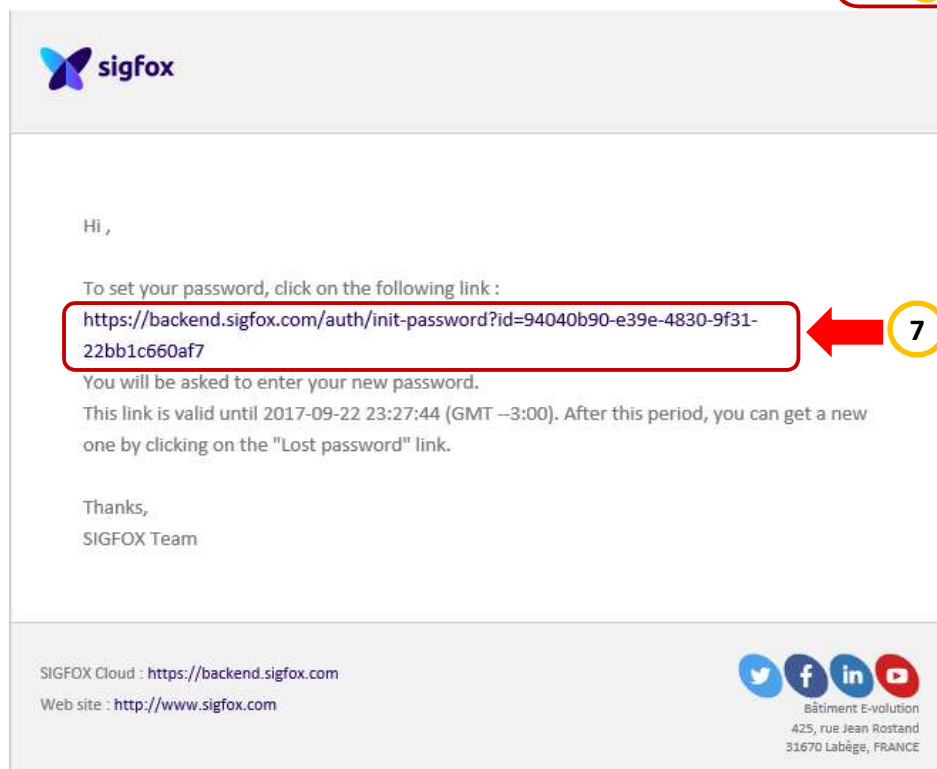 sigfox
Hi ,
To set your password, click on the following link :
https://backend.sigfox.com/auth/init-password?id=94040b90-e39e-4830-9f31-
22bb1c660af7
7
You will be asked to enter your new password.
This link is valid until 2017-09-22 23:27:44 (GMT --3:00). After this period, you can get a new
one by clicking on the "Lost password" link.
Thanks,
SIGFOX Team
SIGFOX Cloud : https://backend.sigfox.com
Web site : http://www.sigfox.com
f in
Bâtiment E-volution
425, rue Jean Rostand
31670 Labège, FRANCE